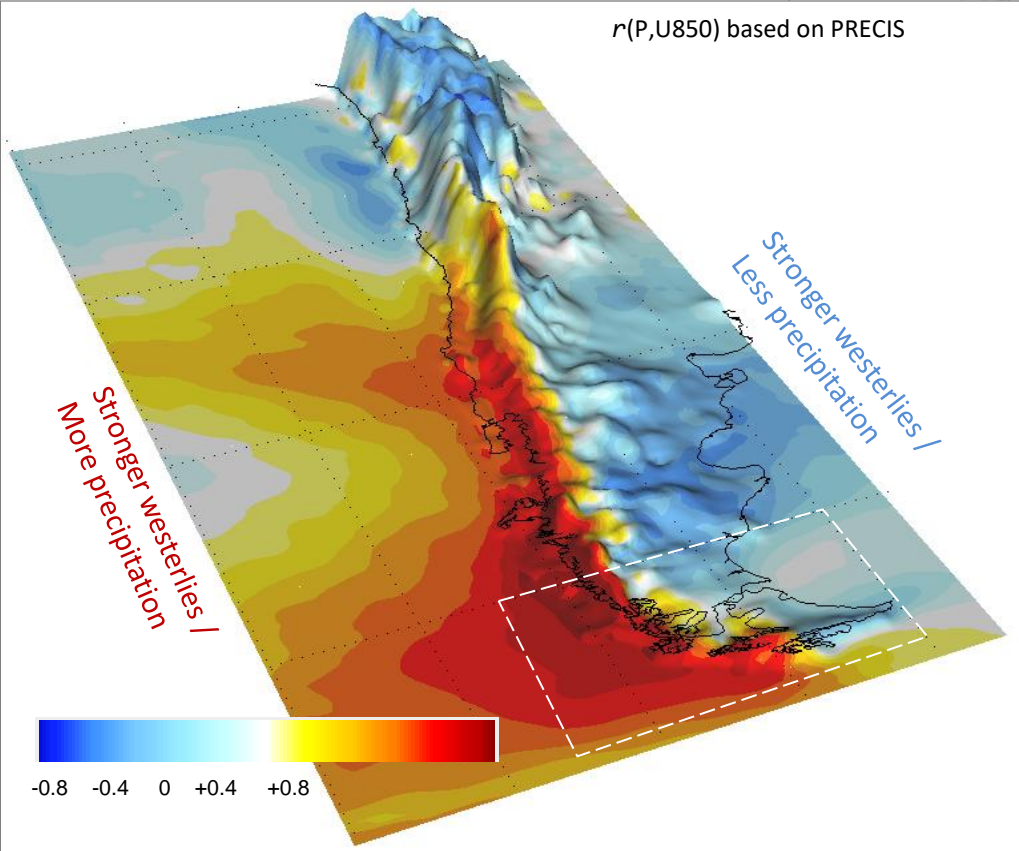 r(P,U850) based on PRECIS
Stronger westerlies /
Less precipitation
Stronger westerlies /
More precipitation
-0.8 -0.4 0 +0.4 +0.8